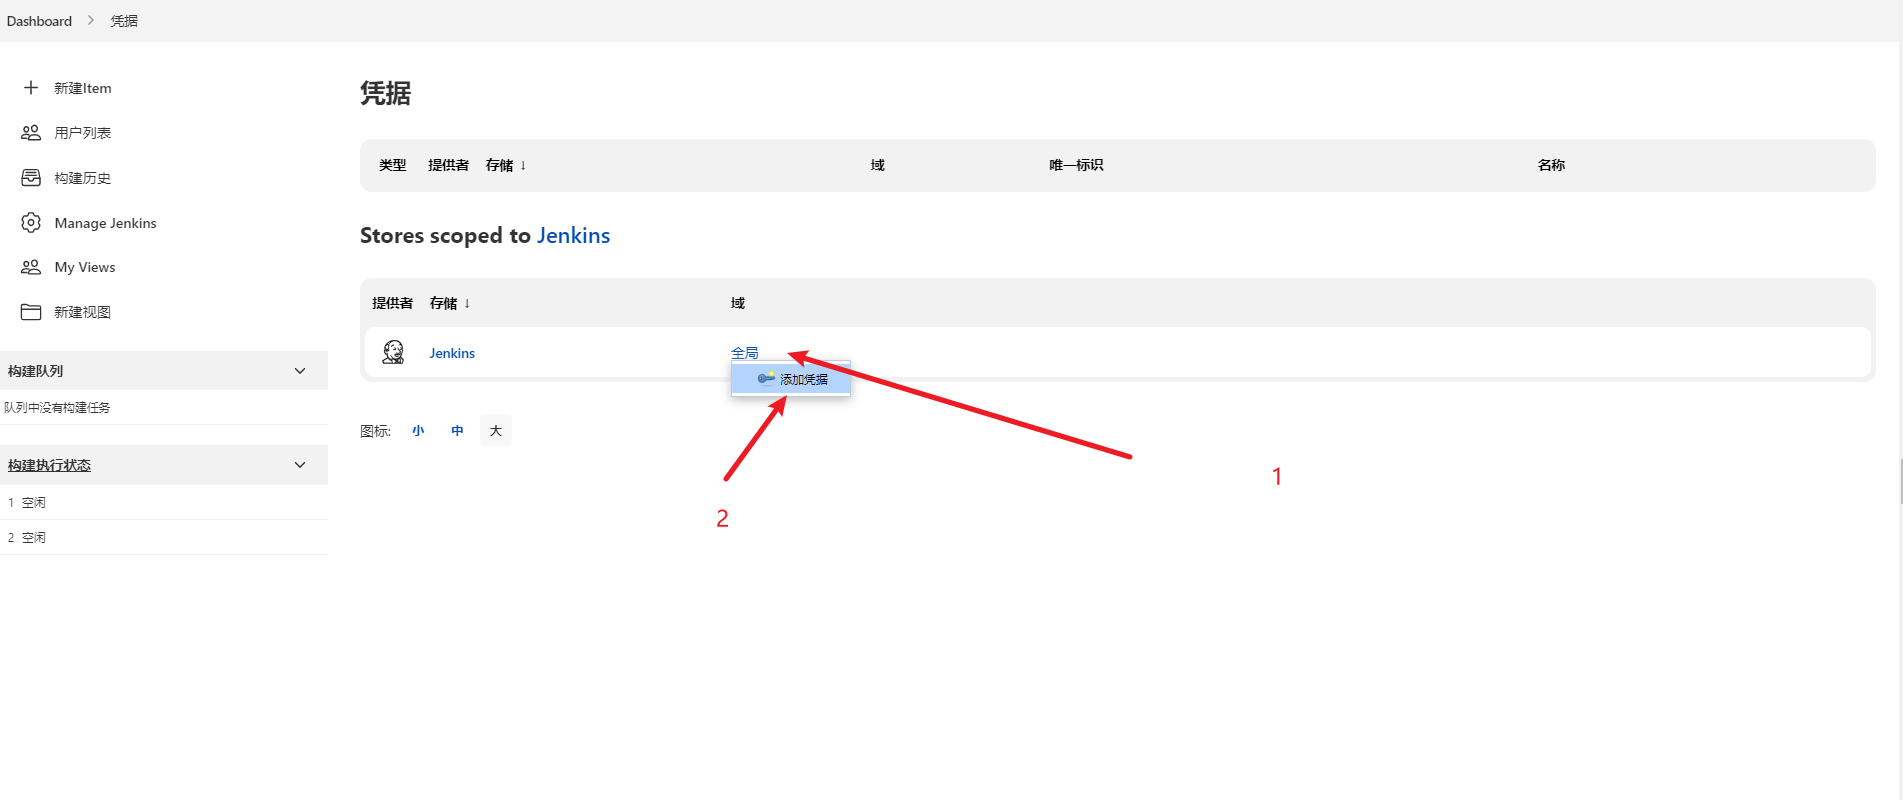 Dashboard > 凭据
新建Item
用户列表
构建历史
Manage Jenkins
My Views
新建视图
构建队列
队列中没有构建任务
构建执行状态
1 空闲
2 空闲
凭据
类型 提供者 存储 ↓ 域 唯一标识 名称
Stores scoped to Jenkins
提供者 存储 ↓ 域
Jenkins 全局
添加凭据
图标: 小 中 大
1
2